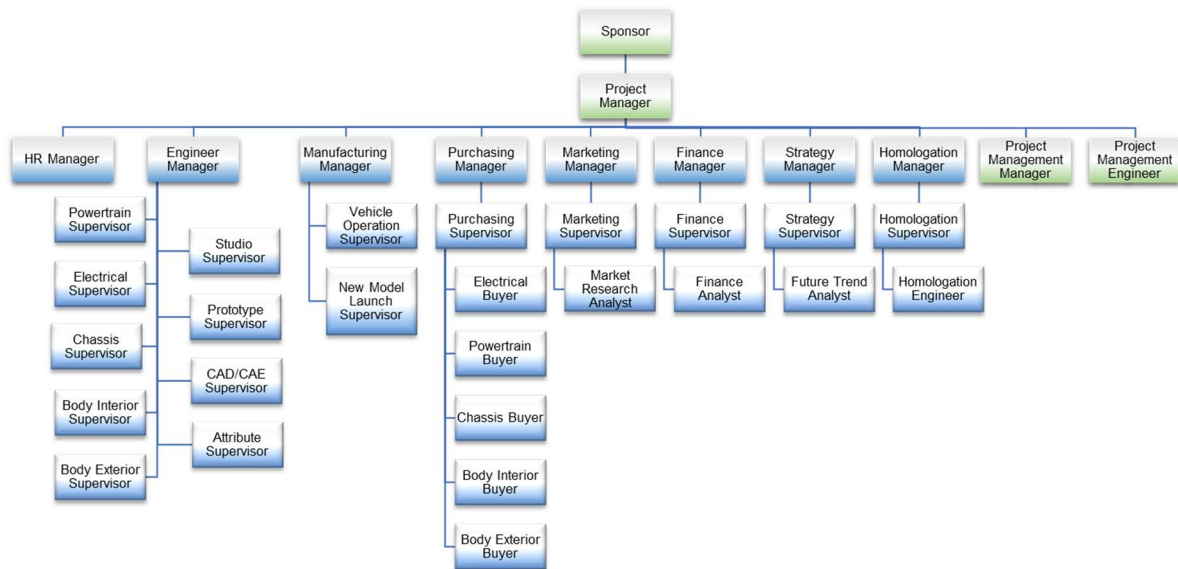 Sponsor
Project
Manager
HR Manager
Engineer
Manager
Manufacturing
Manager
Purchasing
Manager
Marketing
Manager
Finance
Manager
Strategy
Manager
Homologation
Manager
Project
Management
Manager
Project
Management
Engineer
Powertrain
Supervisor
Electrical
Supervisor
Chassis
Supervisor
Body Interior
Supervisor
Body Exterior
Supervisor
Studio
Supervisor
Prototype
Supervisor
CAD/CAE
Supervisor
Attribute
Supervisor
Vehicle
Operation
Supervisor
New Model
Launch
Supervisor
Purchasing
Supervisor
Electrical
Buyer
Powertrain
Buyer
Chassis Buyer
Body Interior
Buyer
Body Exterior
Buyer
Marketing
Supervisor
Market
Research
Analyst
Finance
Supervisor
Finance
Analyst
Strategy
Supervisor
Future Trend
Analyst
Homologation
Supervisor
Homologation
Engineer